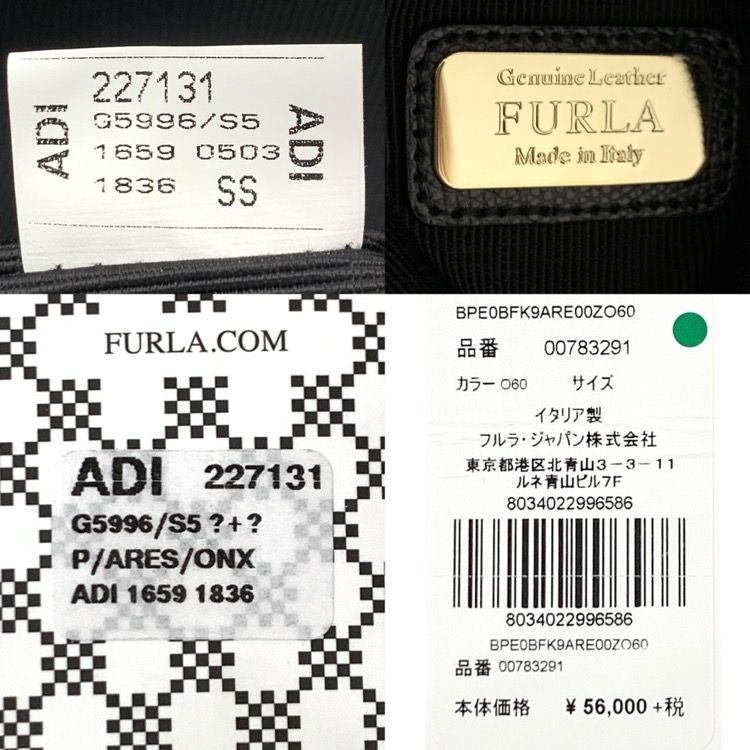 ADI
227131
G5996/S5
1659 0503
1836 SS
ADI
Genuine Leather
FURLA
Made in Italy
FURLA.COM
ADI 227131
G5996/S5 ?+?
P/ARES/ONX
ADI 1659 1836
BPE0BFK9ARE00ZO60
品番 00783291
カラー O60 サイズ
イタリア製
フルラ・ジャパン株式会社
東京都港区北青山3-3-11
ルネ青山ビル7F
8034022996586
8034022996586
BPE0BFK9ARE00ZO60
品番 00783291
本体価格 ¥ 56,000 +税